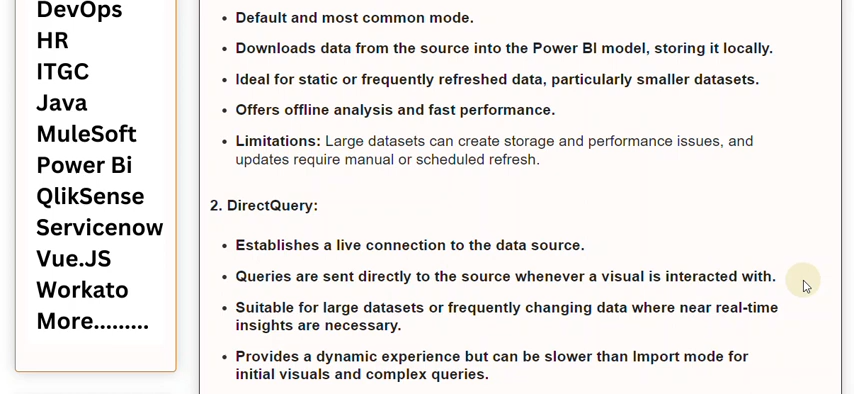 DevOps
HR
ITGC
Java
MuleSoft
Power Bi
QlikSense
Servicenow
Vue.JS
Workato
More.........
• Default and most common mode.
• Downloads data from the source into the Power BI model, storing it locally.
• Ideal for static or frequently refreshed data, particularly smaller datasets.
• Offers offline analysis and fast performance.
• Limitations: Large datasets can create storage and performance issues, and
updates require manual or scheduled refresh.
2. DirectQuery:
• Establishes a live connection to the data source.
• Queries are sent directly to the source whenever a visual is interacted with.
• Suitable for large datasets or frequently changing data where near real-time
insights are necessary.
• Provides a dynamic experience but can be slower than Import mode for
initial visuals and complex queries.